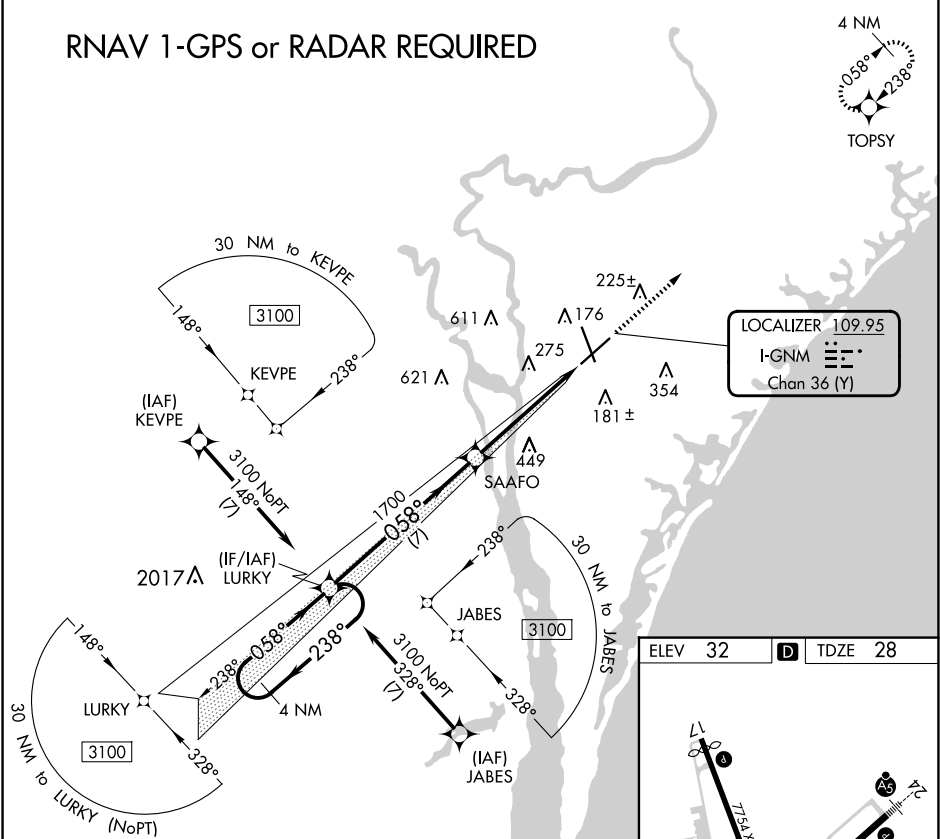 RNAV 1-GPS or RADAR REQUIRED
4 NM
058°
238°
TOPSY
30 NM to KEVPE
3100
148°
238°
KEVPE
(IAF)
KEVPE
3100 NoPT
148°
(7)
611
621
275
176
225±
181±
354
449
LOCALIZER 109.95
I-GNM
Chan 36 (Y)
SAAFO
1700
058°
(7)
(IF/IAF)
LURKY
2017
058°
238°
238°
4 NM
148°
LURKY
3100
328°
30 NM to LURKY (NoPT)
238°
30 NM to JABES
JABES
3100
328°
3100 NoPT
328°
(7)
(IAF)
JABES
ELEV 32
D
TDZE 28
17
P
7754 X
A5
24
P